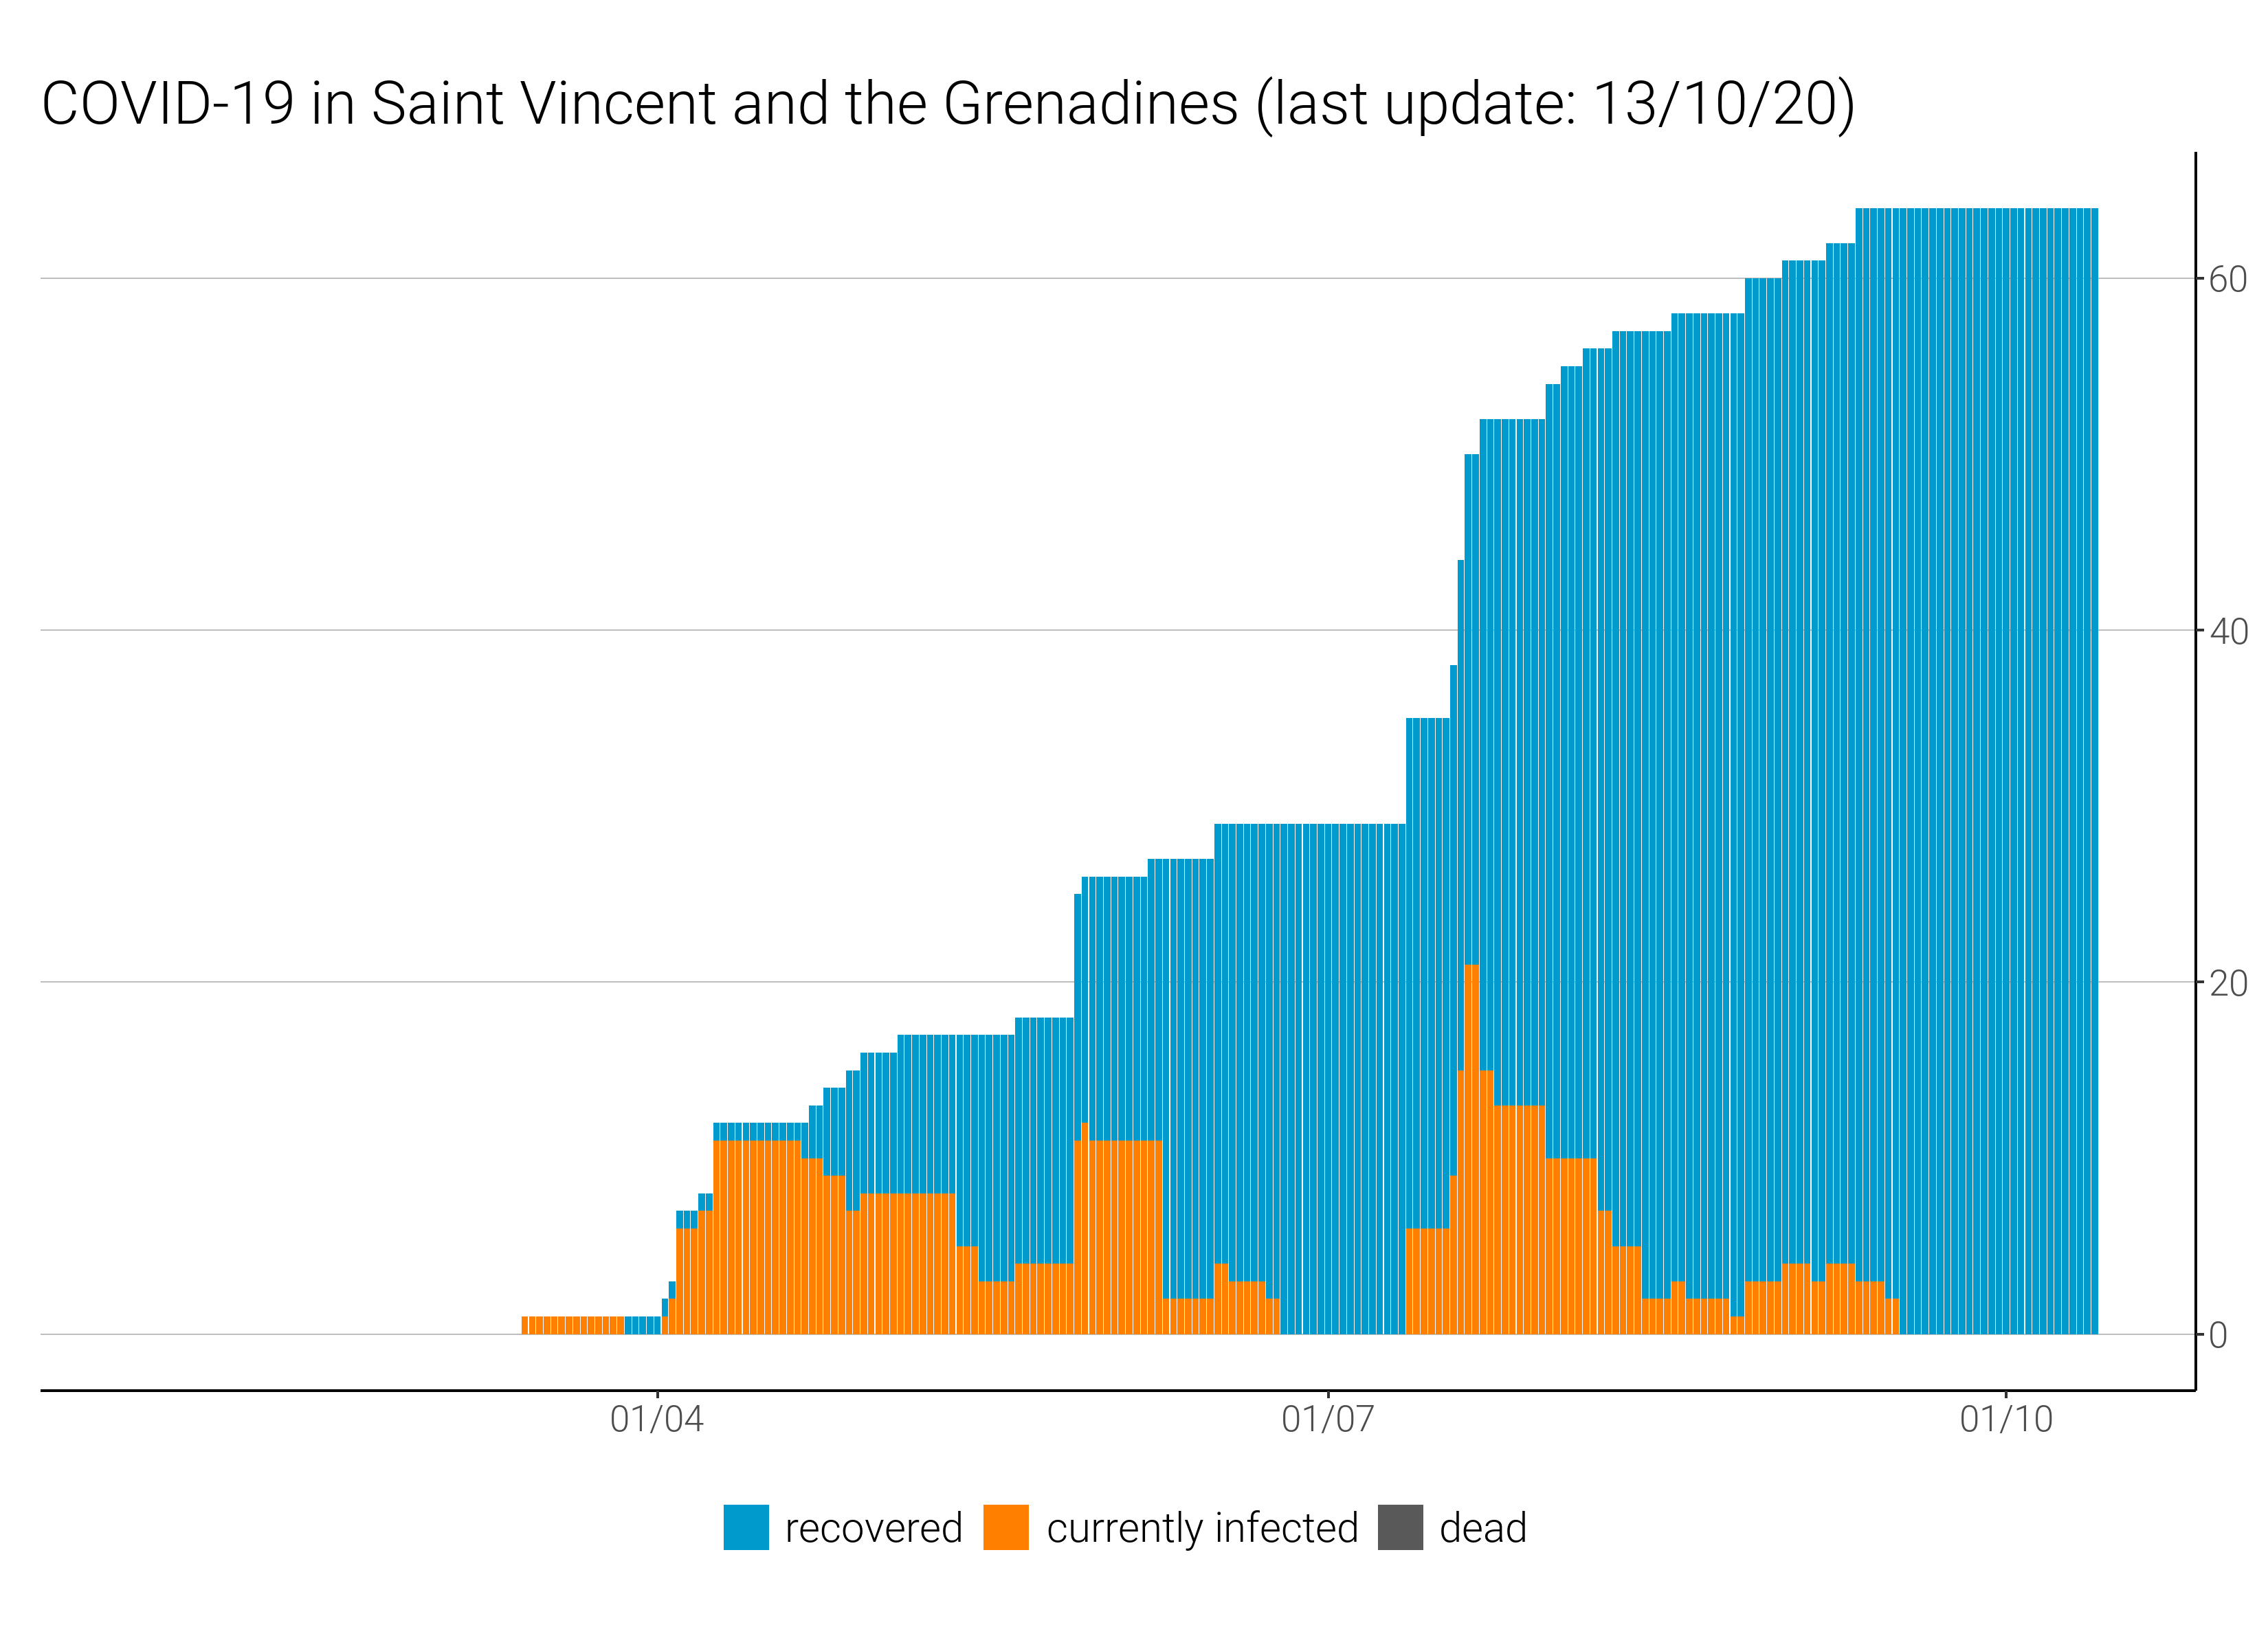 COVID-19 in Saint Vincent and the Grenadines (last update: 13/10/20)
60
40
20
0
01/04 01/07 01/10
recovered currently infected dead